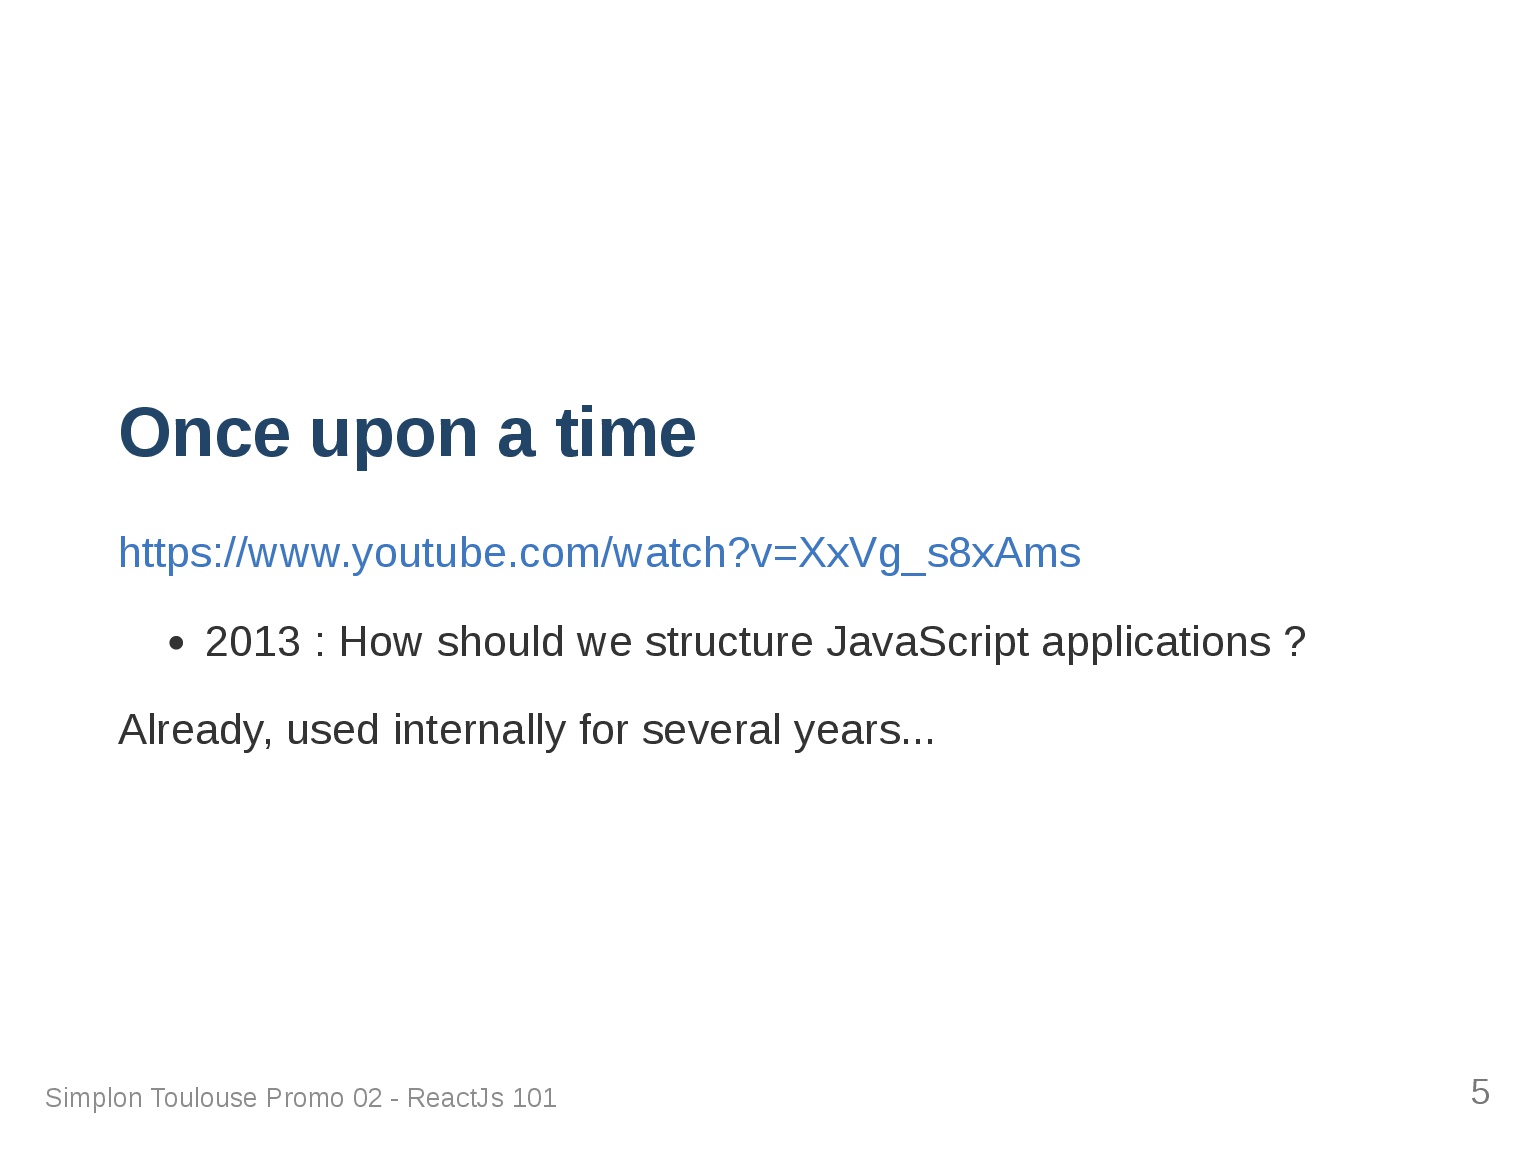 Once upon a time
https://www.youtube.com/watch?v=XxVg_s8xAms
• 2013 : How should we structure JavaScript applications ?
Already, used internally for several years...
Simplon Toulouse Promo 02 - ReactJs 101
5